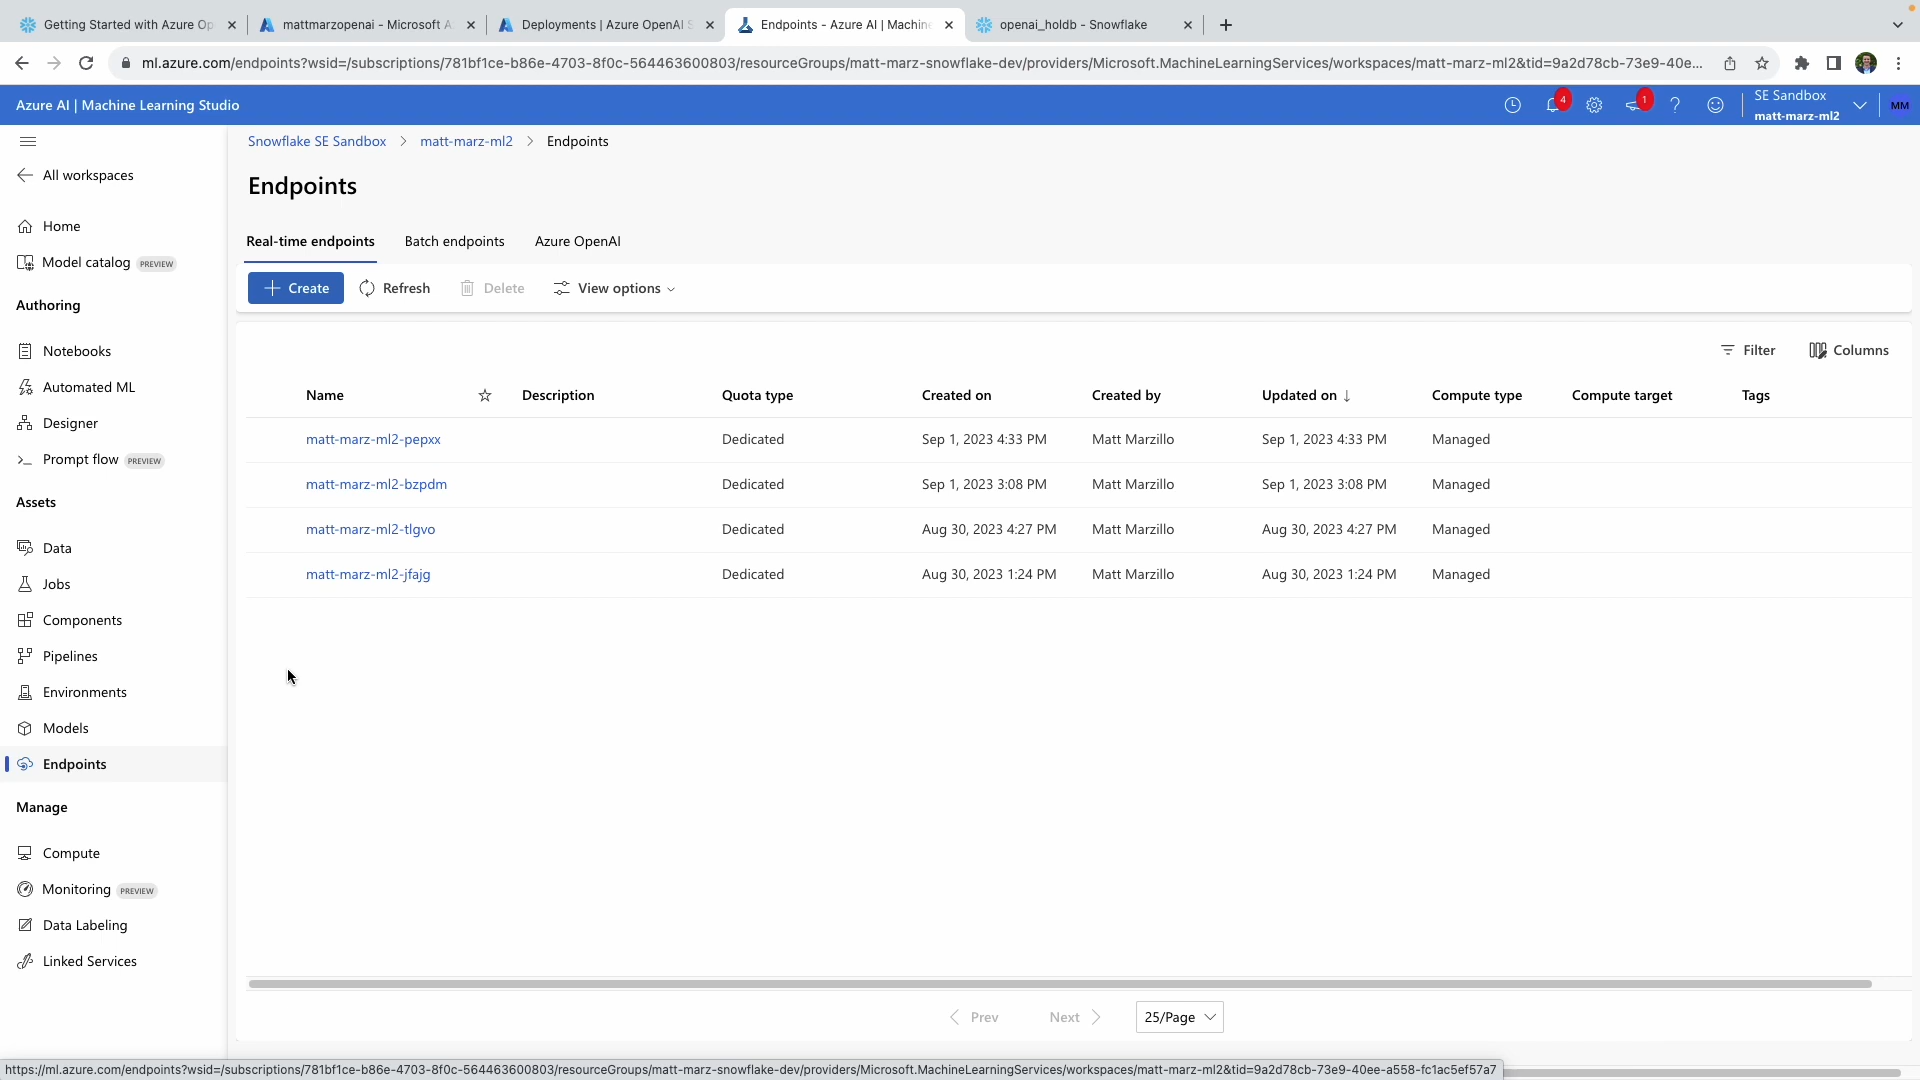 Getting Started with Azure Op
mattmarzopenai - Microsoft A
Deployments | Azure OpenAI S
Endpoints - Azure AI | Machine
openai_holdb - Snowflake
ml.azure.com/endpoints?wsid=/subscriptions/781bf1ce-b86e-4703-8f0c-564463600803/resourceGroups/matt-marz-snowflake-dev/providers/Microsoft.MachineLearningServices/workspaces/matt-marz-ml2&tid=9a2d78cb-73e9-40e...
Azure AI | Machine Learning Studio
4
1
SE Sandbox
matt-marz-ml2
MM
All workspaces
Home
Model catalog PREVIEW
Authoring
Notebooks
Automated ML
Designer
Prompt flow PREVIEW
Assets
Data
Jobs
Components
Pipelines
Environments
Models
Endpoints
Manage
Compute
Monitoring PREVIEW
Data Labeling
Linked Services
Snowflake SE Sandbox > matt-marz-ml2 > Endpoints
Endpoints
Real-time endpoints Batch endpoints Azure OpenAI
Create Refresh Delete View options
Filter Columns
Name Description Quota type Created on Created by Updated on ↓ Compute type Compute target Tags
matt-marz-ml2-pepxx Dedicated Sep 1, 2023 4:33 PM Matt Marzillo Sep 1, 2023 4:33 PM Managed
matt-marz-ml2-bzpdm Dedicated Sep 1, 2023 3:08 PM Matt Marzillo Sep 1, 2023 3:08 PM Managed
matt-marz-ml2-tlgvo Dedicated Aug 30, 2023 4:27 PM Matt Marzillo Aug 30, 2023 4:27 PM Managed
matt-marz-ml2-jfajg Dedicated Aug 30, 2023 1:24 PM Matt Marzillo Aug 30, 2023 1:24 PM Managed
Prev Next 25/Page
https://ml.azure.com/endpoints?wsid=/subscriptions/781bf1ce-b86e-4703-8f0c-564463600803/resourceGroups/matt-marz-snowflake-dev/providers/Microsoft.MachineLearningServices/workspaces/matt-marz-ml2&tid=9a2d78cb-73e9-40ee-a558-fc1ac5ef57a7